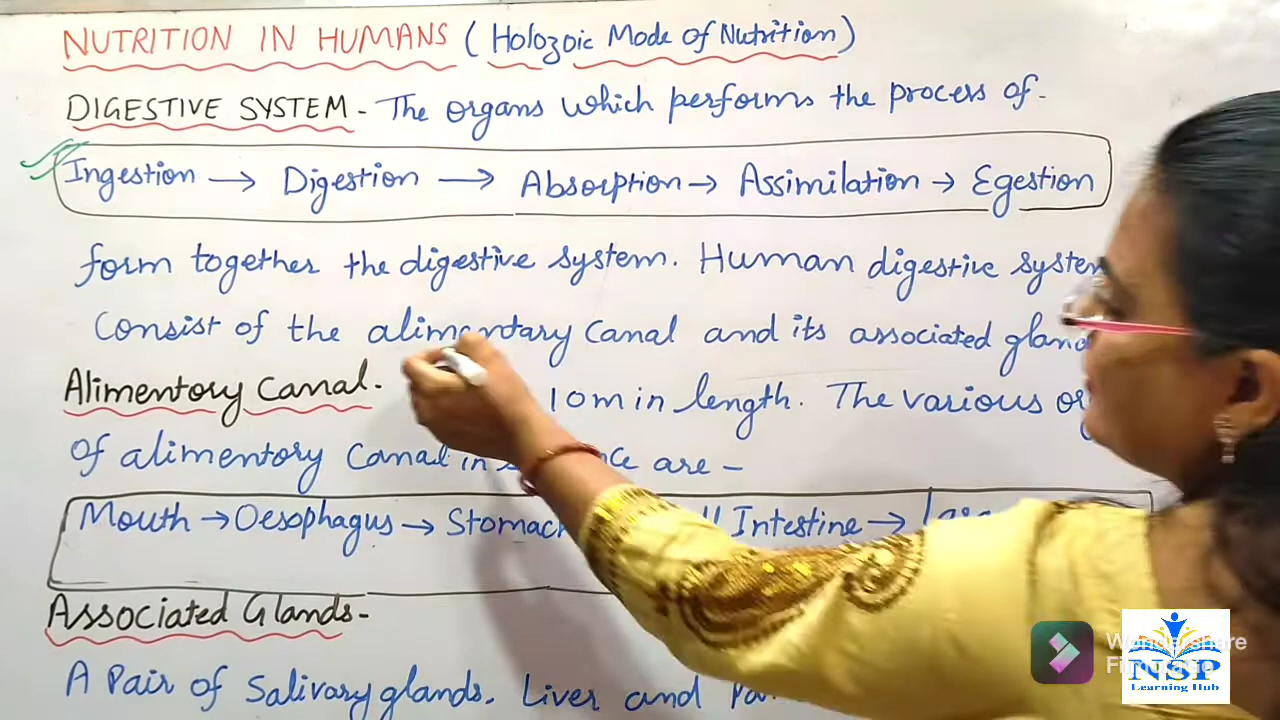 NUTRITION IN HUMANS (Holozoic Mode of Nutrition)
DIGESTIVE SYSTEM - The organs which performs the process of -
Ingestion → Digestion → Absorption → Assimilation → Egestion
form together the digestive system. Human digestive system
Consist of the alimentary canal and its associated
Alimentory Canal - 10m in length. The various
of alimentory Canal in are -
Mouth → Oesophagus → Stomach Intestine →
Associated Glands -
A Pair of Salivary glands. Liver and
Wondershare
Filmora
NSP
Learning Hub